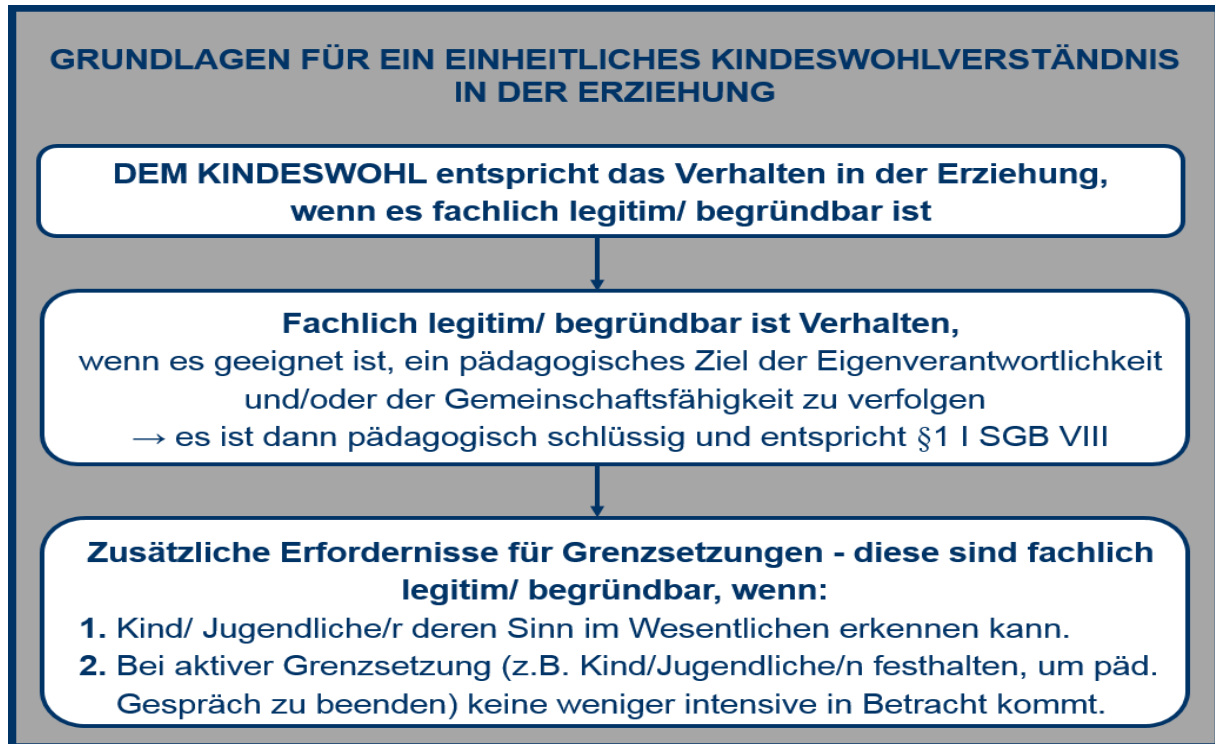 GRUNDLAGEN FÜR EIN EINHEITLICHES KINDESWOHLVERSTÄNDNIS
IN DER ERZIEHUNG
DEM KINDESWOHL entspricht das Verhalten in der Erziehung,
wenn es fachlich legitim/ begründbar ist
Fachlich legitim/ begründbar ist Verhalten,
wenn es geeignet ist, ein pädagogisches Ziel der Eigenverantwortlichkeit
und/oder der Gemeinschaftsfähigkeit zu verfolgen
→ es ist dann pädagogisch schlüssig und entspricht §1 I SGB VIII
Zusätzliche Erfordernisse für Grenzsetzungen - diese sind fachlich
legitim/ begründbar, wenn:
1. Kind/ Jugendliche/r deren Sinn im Wesentlichen erkennen kann.
2. Bei aktiver Grenzsetzung (z.B. Kind/Jugendliche/n festhalten, um päd.
Gespräch zu beenden) keine weniger intensive in Betracht kommt.